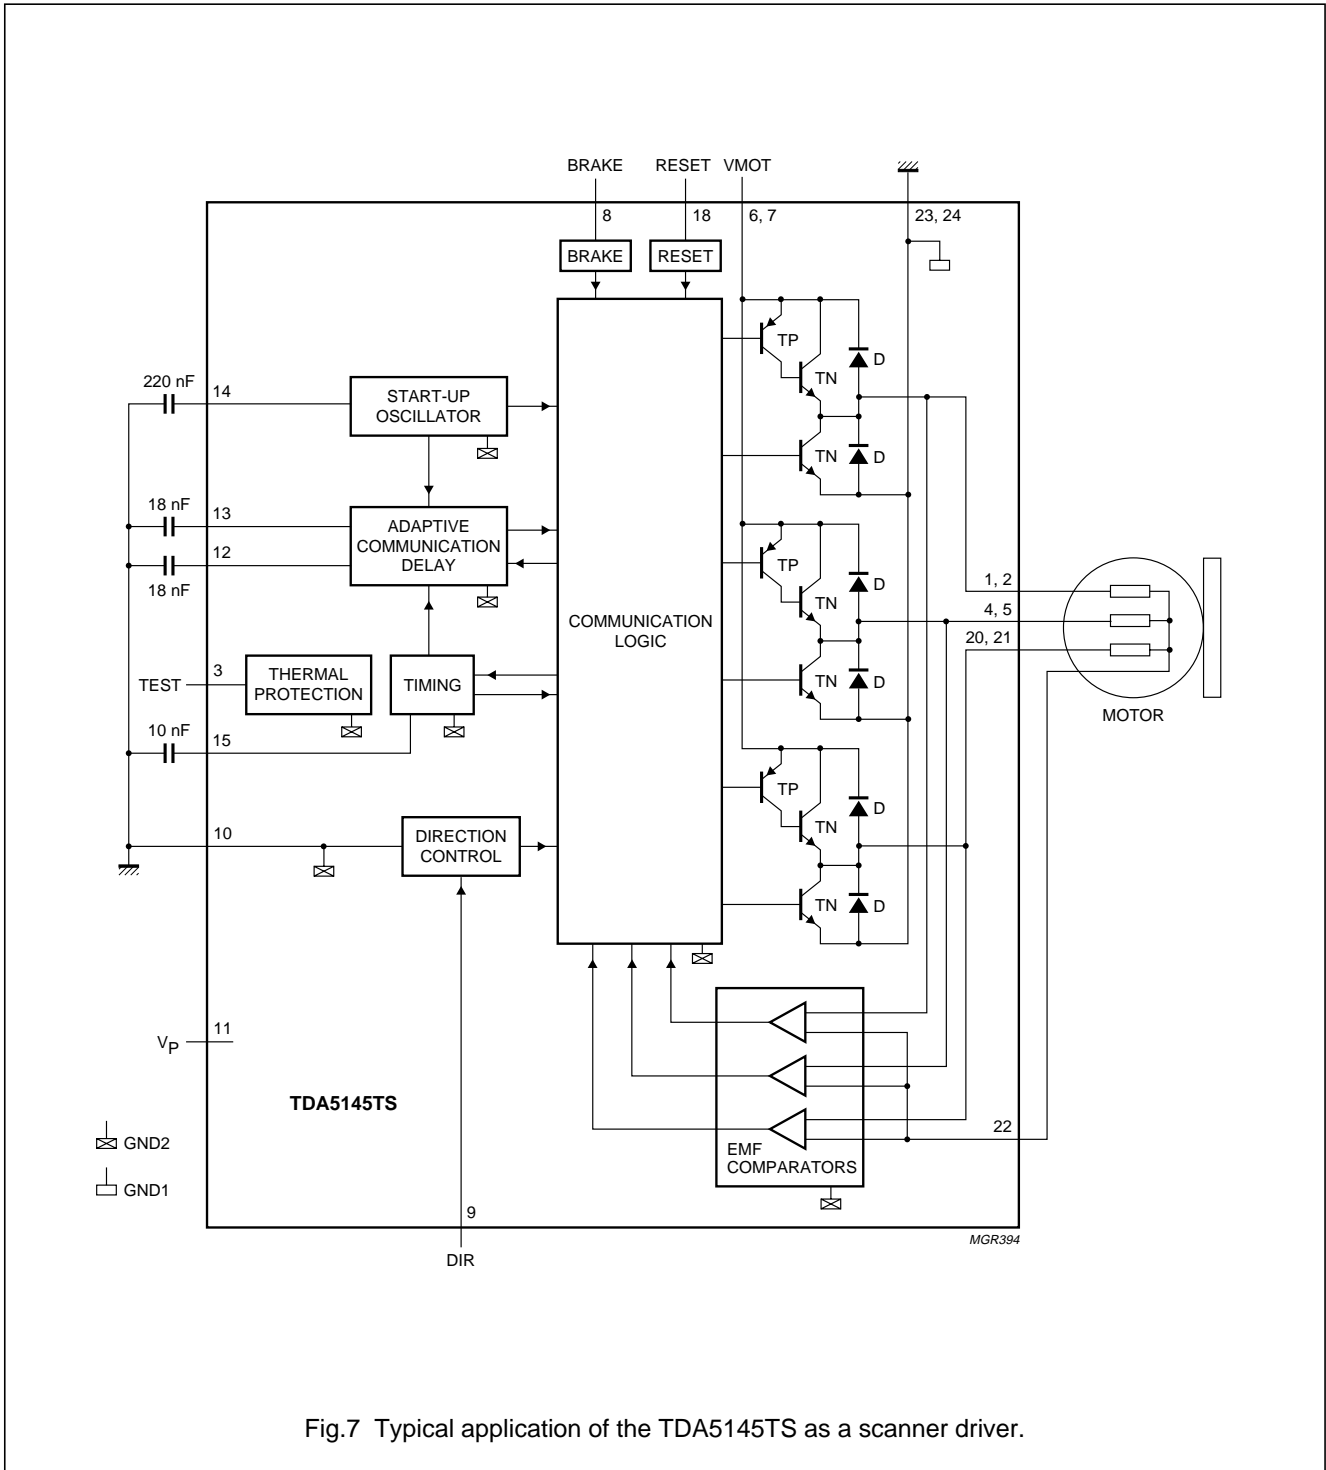 BRAKE RESET VMOT
8 18 6, 7 23, 24
BRAKE RESET
TP
D
TN
220 nF 14
START-UP
OSCILLATOR
TN D
18 nF 13
ADAPTIVE
COMMUNICATION
DELAY
12
18 nF
TP
D
TN
COMMUNICATION
LOGIC
1, 2
4, 5
20, 21
TEST 3
THERMAL
PROTECTION
TIMING
TN D
MOTOR
10 nF 15
TP
D
TN
10
DIRECTION
CONTROL
TN D
VP 11
TDA5145TS
GND2
GND1
22
EMF
COMPARATORS
9
DIR
MGR394
Fig.7 Typical application of the TDA5145TS as a scanner driver.